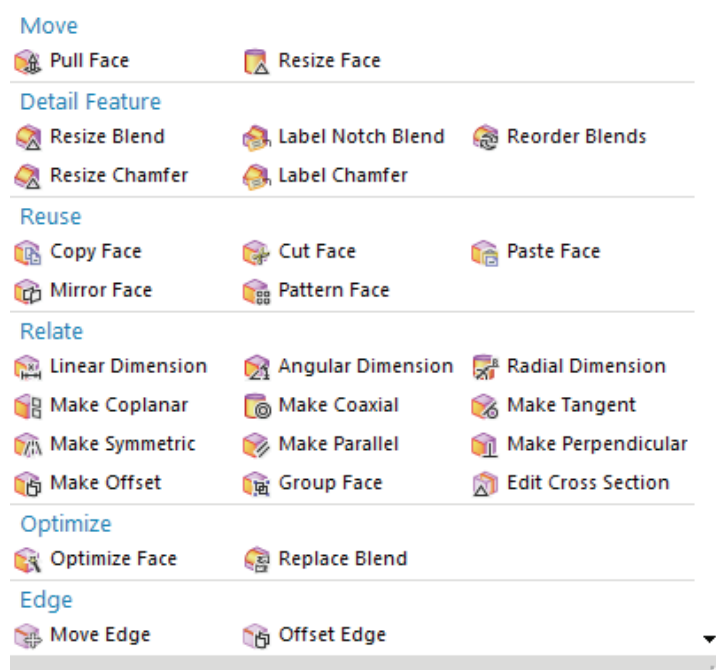 Move
Pull Face Resize Face
Detail Feature
Resize Blend Label Notch Blend Reorder Blends
Resize Chamfer Label Chamfer
Reuse
Copy Face Cut Face Paste Face
Mirror Face Pattern Face
Relate
Linear Dimension Angular Dimension Radial Dimension
Make Coplanar Make Coaxial Make Tangent
Make Symmetric Make Parallel Make Perpendicular
Make Offset Group Face Edit Cross Section
Optimize
Optimize Face Replace Blend
Edge
Move Edge Offset Edge